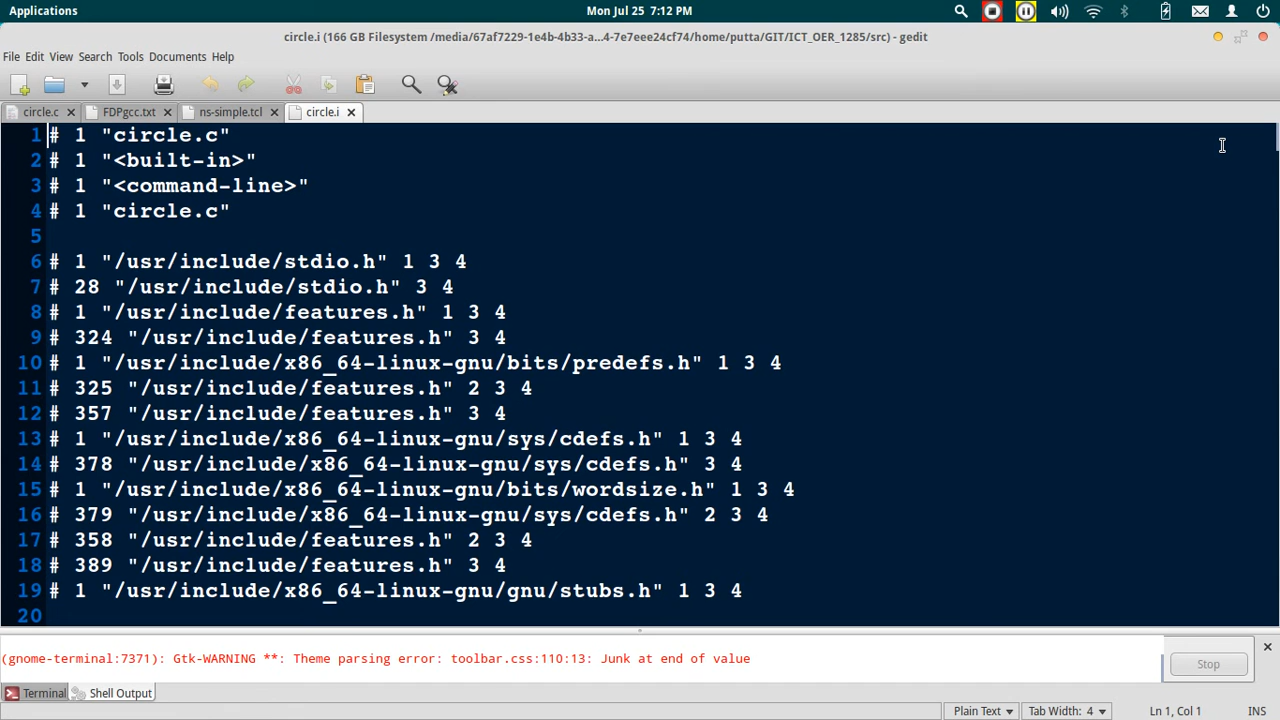 Applications
Mon Jul 25 7:12 PM
circle.i (166 GB Filesystem /media/67af7229-1e4b-4b33-a...4-7e7eee24cf74/home/putta/GIT/ICT_OER_1285/src) - gedit
File Edit View Search Tools Documents Help
circle.c FDPgcc.txt ns-simple.tcl circle.i
1 # 1 "circle.c"
2 # 1 "<built-in>"
3 # 1 "<command-line>"
4 # 1 "circle.c"
5
6 # 1 "/usr/include/stdio.h" 1 3 4
7 # 28 "/usr/include/stdio.h" 3 4
8 # 1 "/usr/include/features.h" 1 3 4
9 # 324 "/usr/include/features.h" 3 4
10 # 1 "/usr/include/x86_64-linux-gnu/bits/predefs.h" 1 3 4
11 # 325 "/usr/include/features.h" 2 3 4
12 # 357 "/usr/include/features.h" 3 4
13 # 1 "/usr/include/x86_64-linux-gnu/sys/cdefs.h" 1 3 4
14 # 378 "/usr/include/x86_64-linux-gnu/sys/cdefs.h" 3 4
15 # 1 "/usr/include/x86_64-linux-gnu/bits/wordsize.h" 1 3 4
16 # 379 "/usr/include/x86_64-linux-gnu/sys/cdefs.h" 2 3 4
17 # 358 "/usr/include/features.h" 2 3 4
18 # 389 "/usr/include/features.h" 3 4
19 # 1 "/usr/include/x86_64-linux-gnu/gnu/stubs.h" 1 3 4
20
(gnome-terminal:7371): Gtk-WARNING **: Theme parsing error: toolbar.css:110:13: Junk at end of value
Stop
Terminal Shell Output
Plain Text Tab Width: 4 Ln 1, Col 1 INS